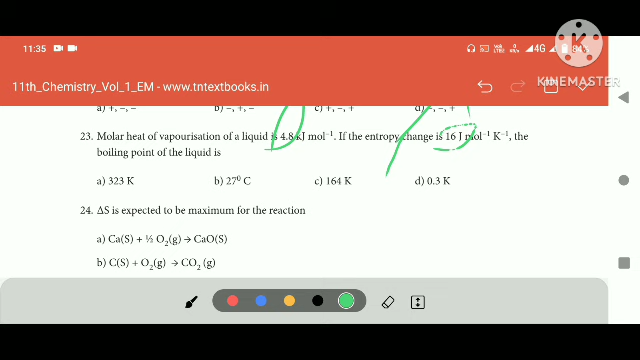 11:35 4G 84%
KINEMASTER
11th_Chemistry_Vol_1_EM - www.tntextbooks.in
a) +, –, – b) –, +, – c) +, –, + d) –, –, +
23. Molar heat of vapourisation of a liquid is 4.8 kJ mol⁻¹. If the entropy change is 16 J mol⁻¹ K⁻¹, the
boiling point of the liquid is
a) 323 K b) 27⁰ C c) 164 K d) 0.3 K
24. ΔS is expected to be maximum for the reaction
a) Ca(S) + ½ O₂(g) → CaO(S)
b) C(S) + O₂(g) → CO₂ (g)